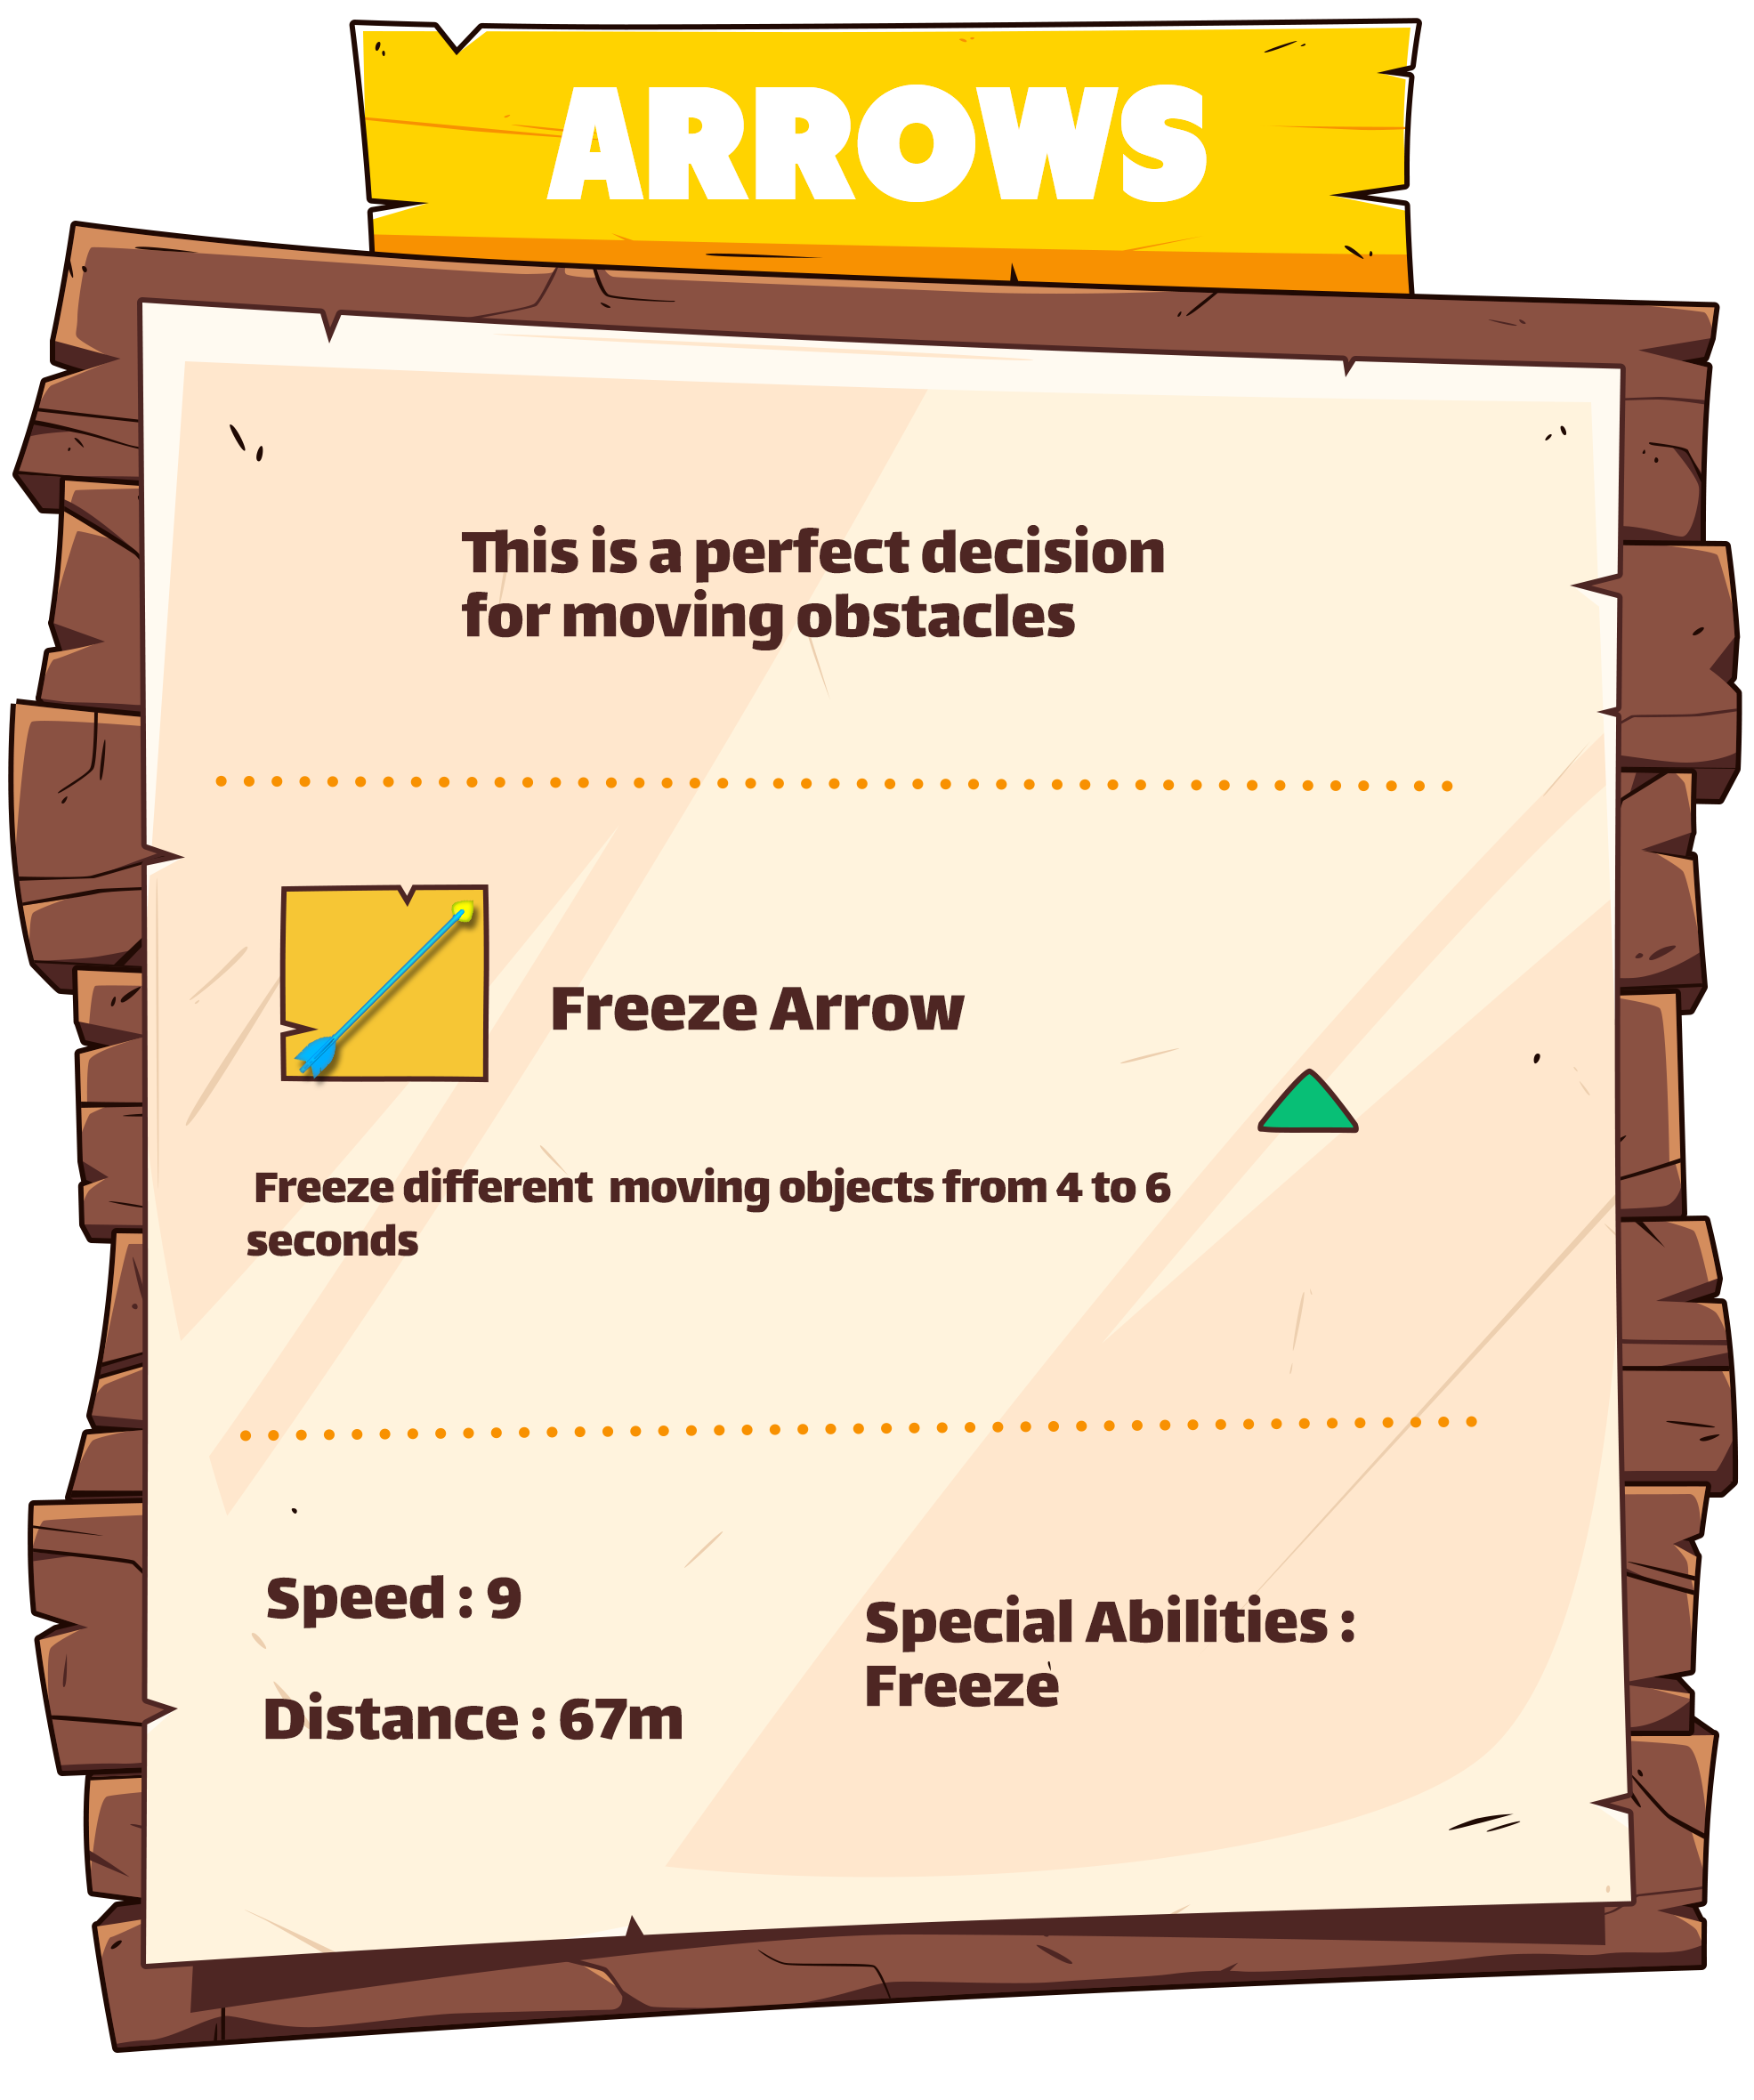 ARROWS
This is a perfect decision
for moving obstacles
Freeze Arrow
Freeze different moving objects from 4 to 6
seconds
Speed : 9
Special Abilities :
Freeze
Distance : 67m